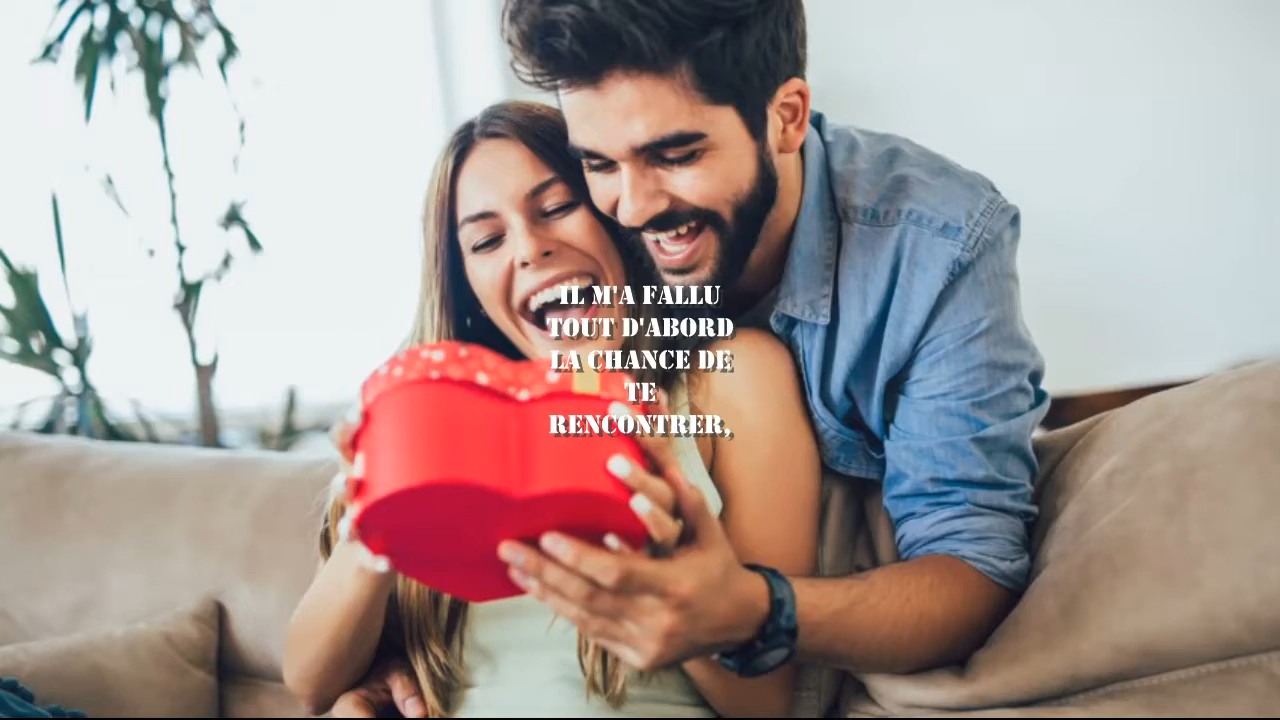 IL M'A FALLU
TOUT D'ABORD
LA CHANCE DE
TE
RENCONTRER,